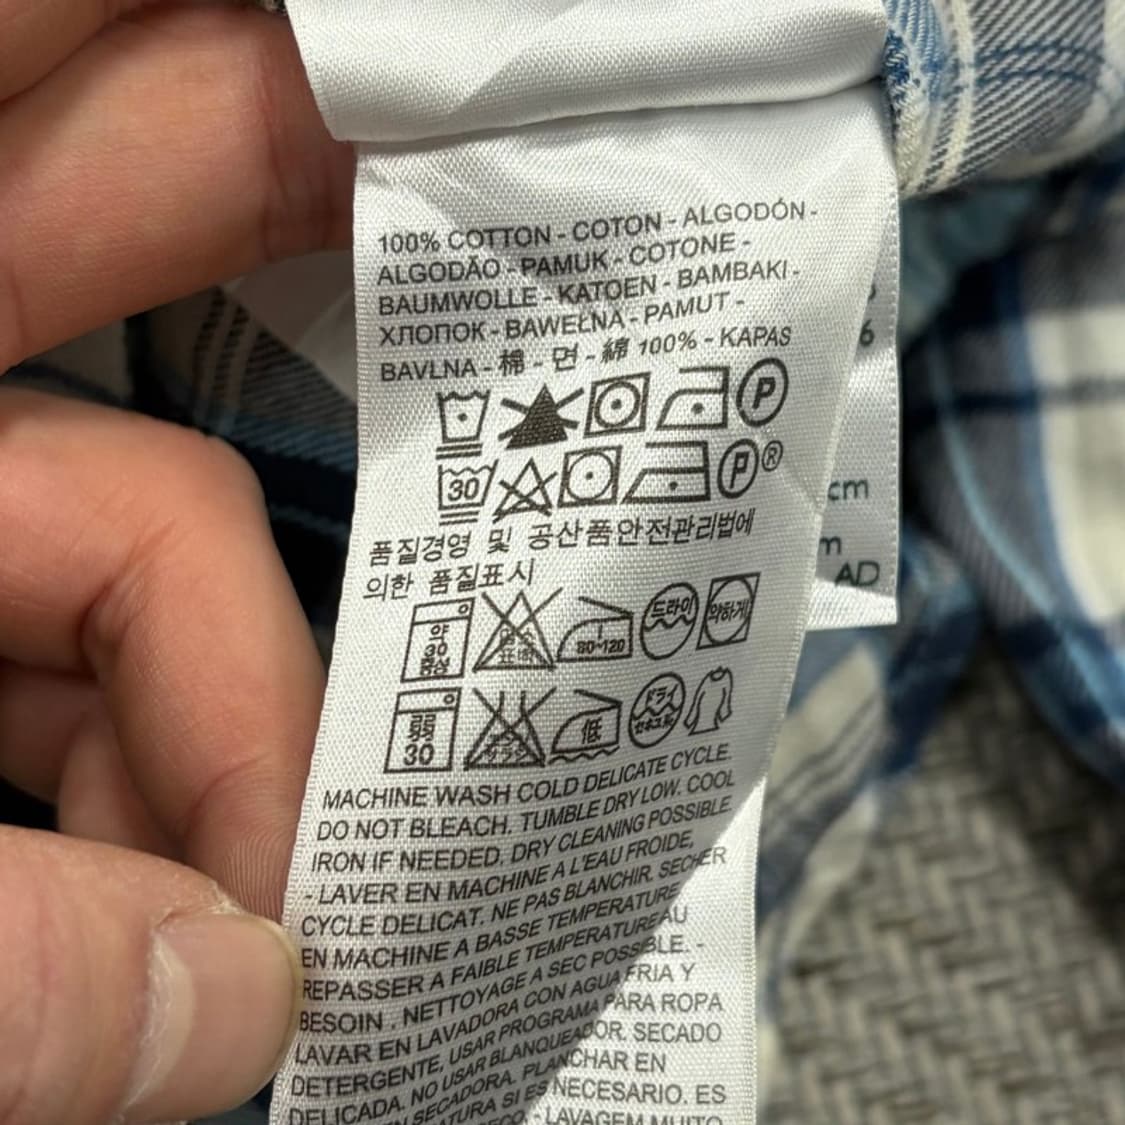 100% COTTON - COTON - ALGODÓN -
ALGODÃO - PAMUK - COTONE -
BAUMWOLLE - KATOEN - BAMBAKI -
ХЛОПОК - BAWEŁNA - PAMUT -
BAVLNA - 棉 - 면 - 綿 100% - KAPAS
P
30 P®
품질경영 및 공산품안전관리법에
의한 품질표시
약 30 중성 염소 표백 80~120 드라이 약하게
弱 30 低 ドライ
MACHINE WASH COLD DELICATE CYCLE.
DO NOT BLEACH. TUMBLE DRY LOW. COOL
IRON IF NEEDED. DRY CLEANING POSSIBLE.
- LAVER EN MACHINE A L'EAU FROIDE,
CYCLE DELICAT. NE PAS BLANCHIR. SECHER
EN MACHINE A BASSE TEMPERATURE.
REPASSER A FAIBLE TEMPERATURE AU
BESOIN . NETTOYAGE A SEC POSSIBLE. -
LAVAR EN LAVADORA CON AGUA FRIA Y
DETERGENTE, USAR PROGRAMA PARA ROPA
DELICADA. NO USAR BLANQUEADOR. SECADO
EN SECADORA. PLANCHAR EN
SI ES NECESARIO. ES
- LAVAGEM MUITO
6
cm
m
AD